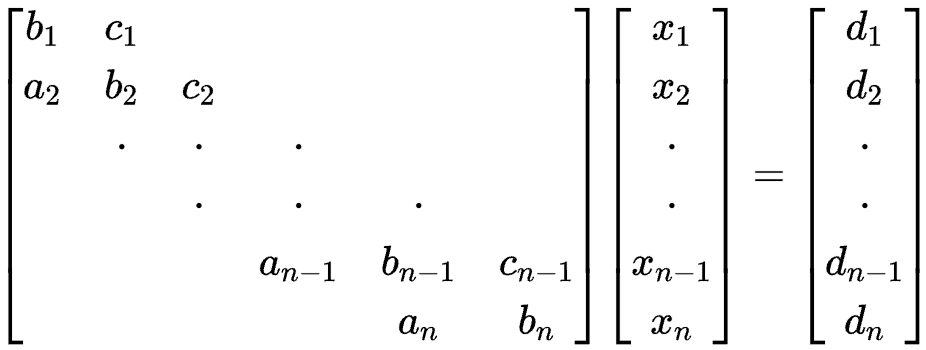 b₁ c₁ x₁ d₁
a₂ b₂ c₂ x₂ d₂
. . . . .
. . . = . .
aₙ₋₁ bₙ₋₁ cₙ₋₁ xₙ₋₁ dₙ₋₁
aₙ bₙ xₙ dₙ